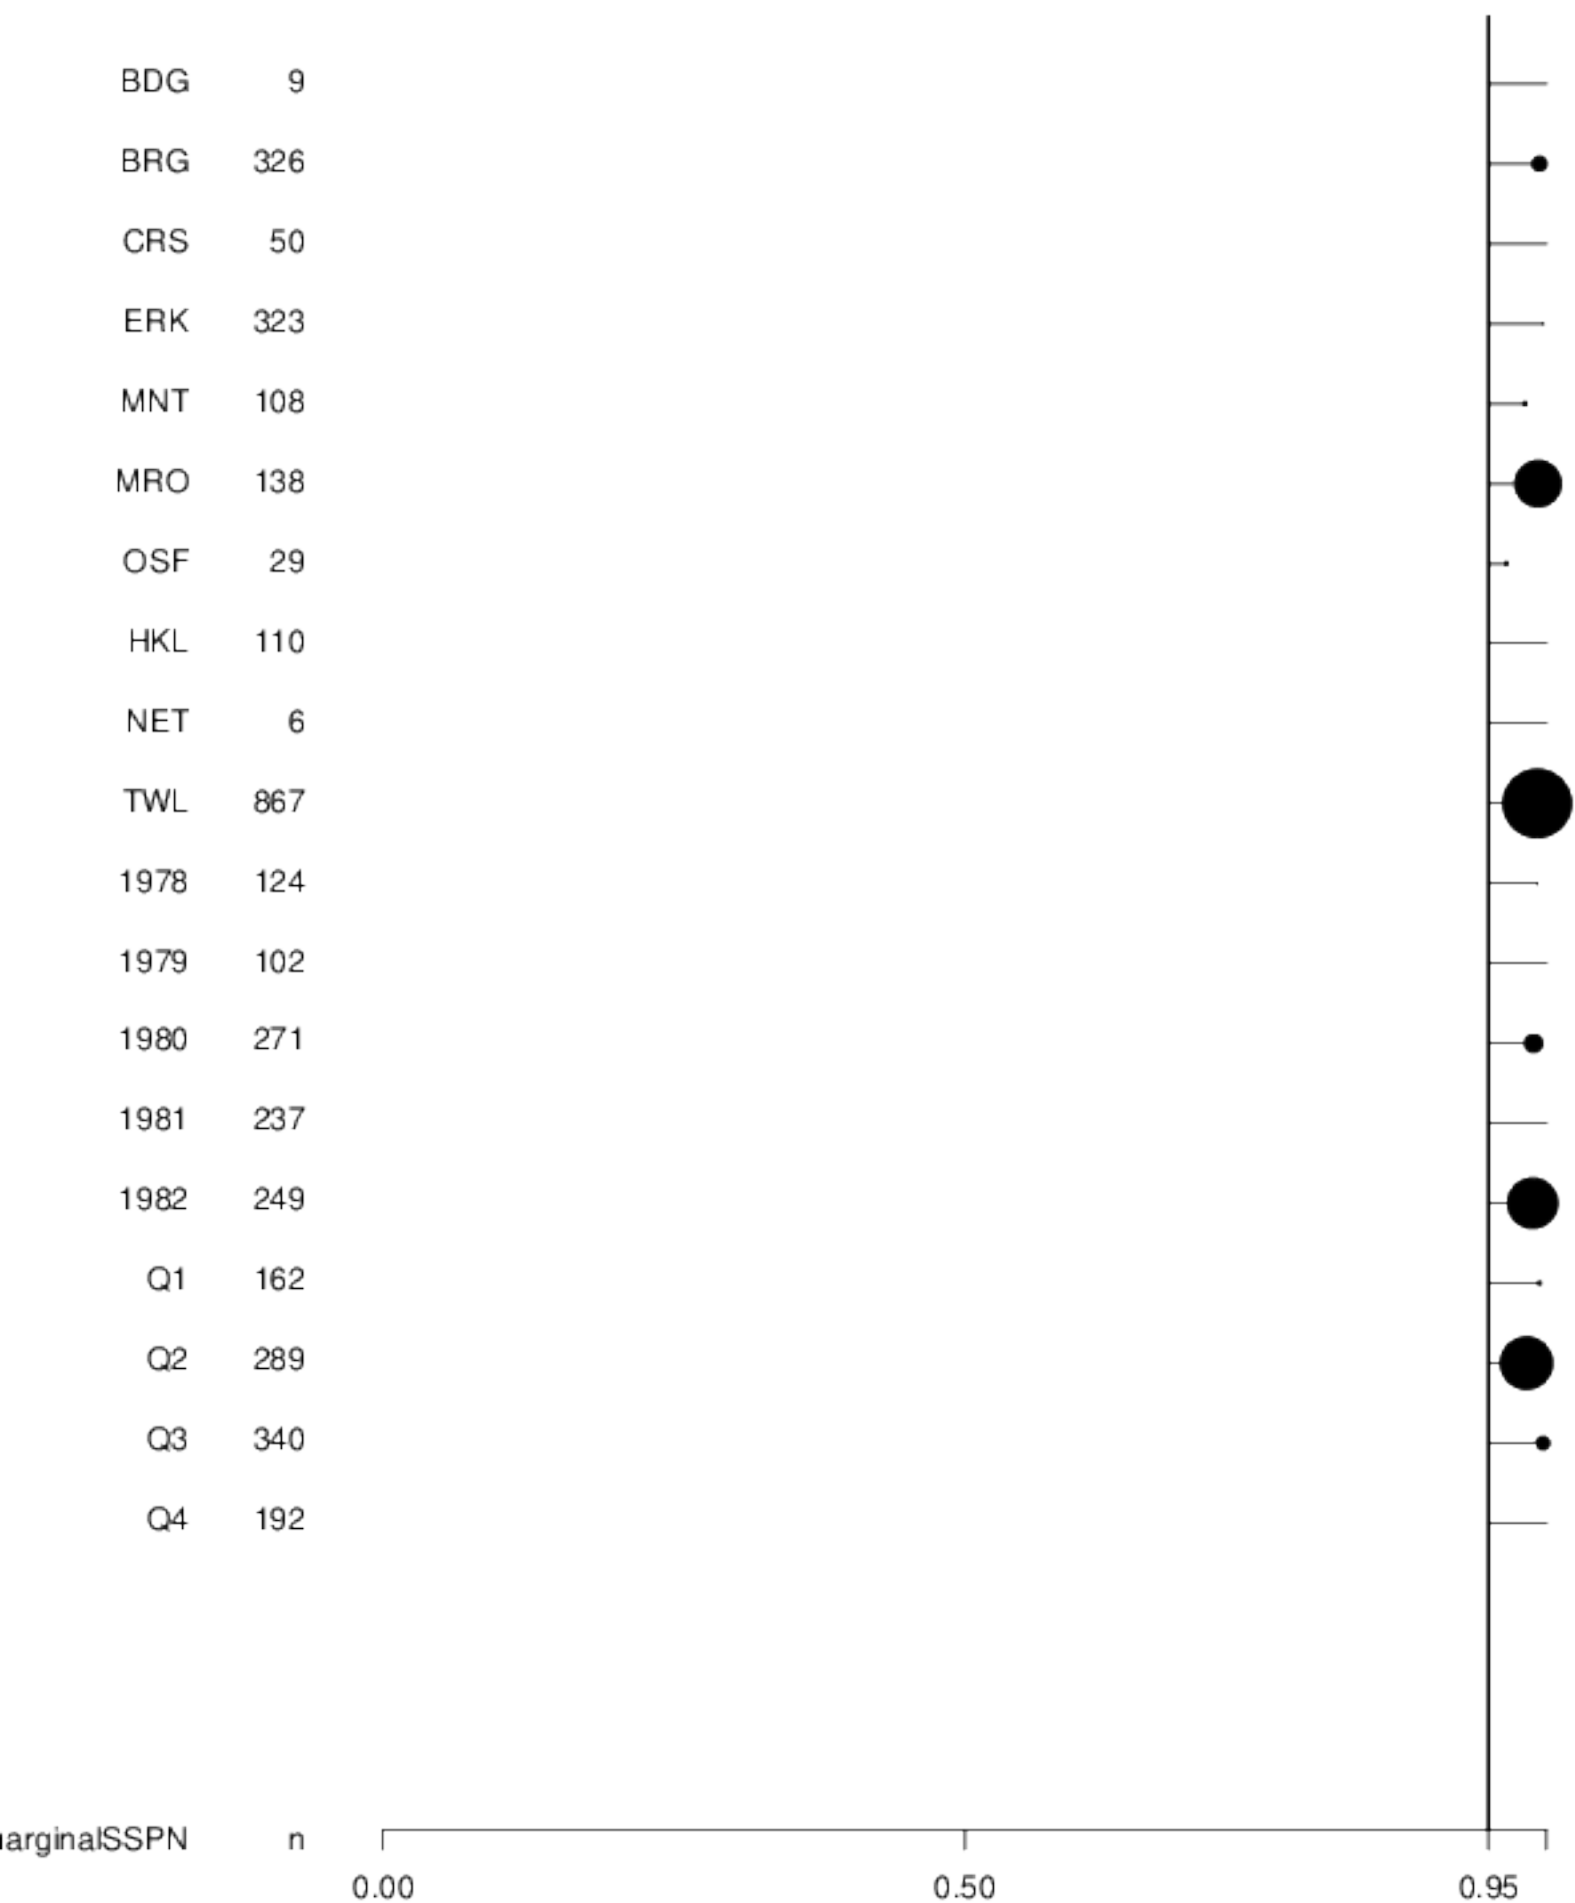 BDG 9
BRG 326
CRS 50
ERK 323
MNT 108
MRO 138
OSF 29
HKL 110
NET 6
TWL 867
1978 124
1979 102
1980 271
1981 237
1982 249
Q1 162
Q2 289
Q3 340
Q4 192
arginalSSPN n
0.00 0.50 0.95